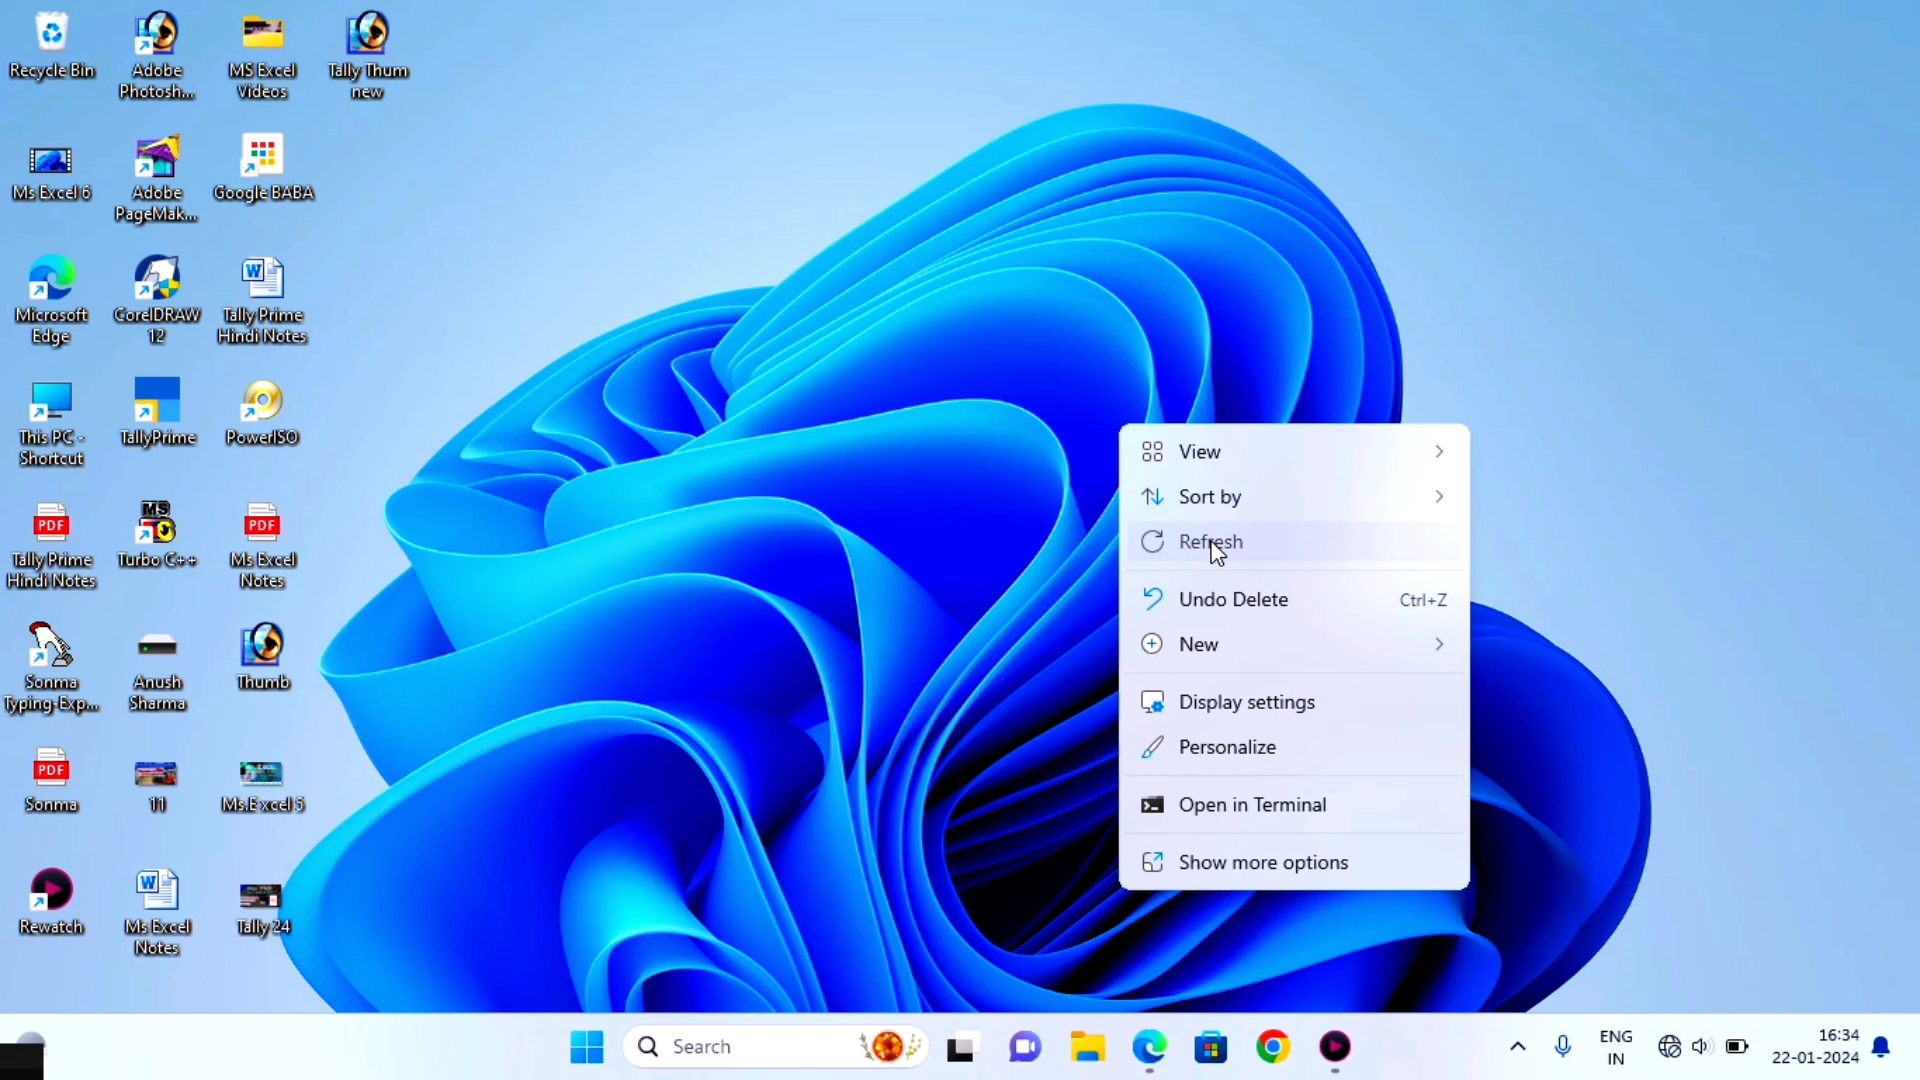 Recycle Bin
Adobe
Photosh...
MS Excel
Videos
Tally Thum
new
Ms Excel 6
Adobe
PageMak...
Google BABA
Microsoft
Edge
CorelDRAW
12
Tally Prime
Hindi Notes
This PC -
Shortcut
TallyPrime
PowerISO
PDF
Tally Prime
Hindi Notes
MS
Turbo C++
PDF
Ms Excel
Notes
Sonma
Typing-Exp...
Anush
Sharma
Thumb
PDF
Sonma
11
Ms.Excel 5
Rewatch
Ms Excel
Notes
Tally 24
View
Sort by
Refresh
Undo Delete Ctrl+Z
New
Display settings
Personalize
Open in Terminal
Show more options
Search
ENG
IN
16:34
22-01-2024